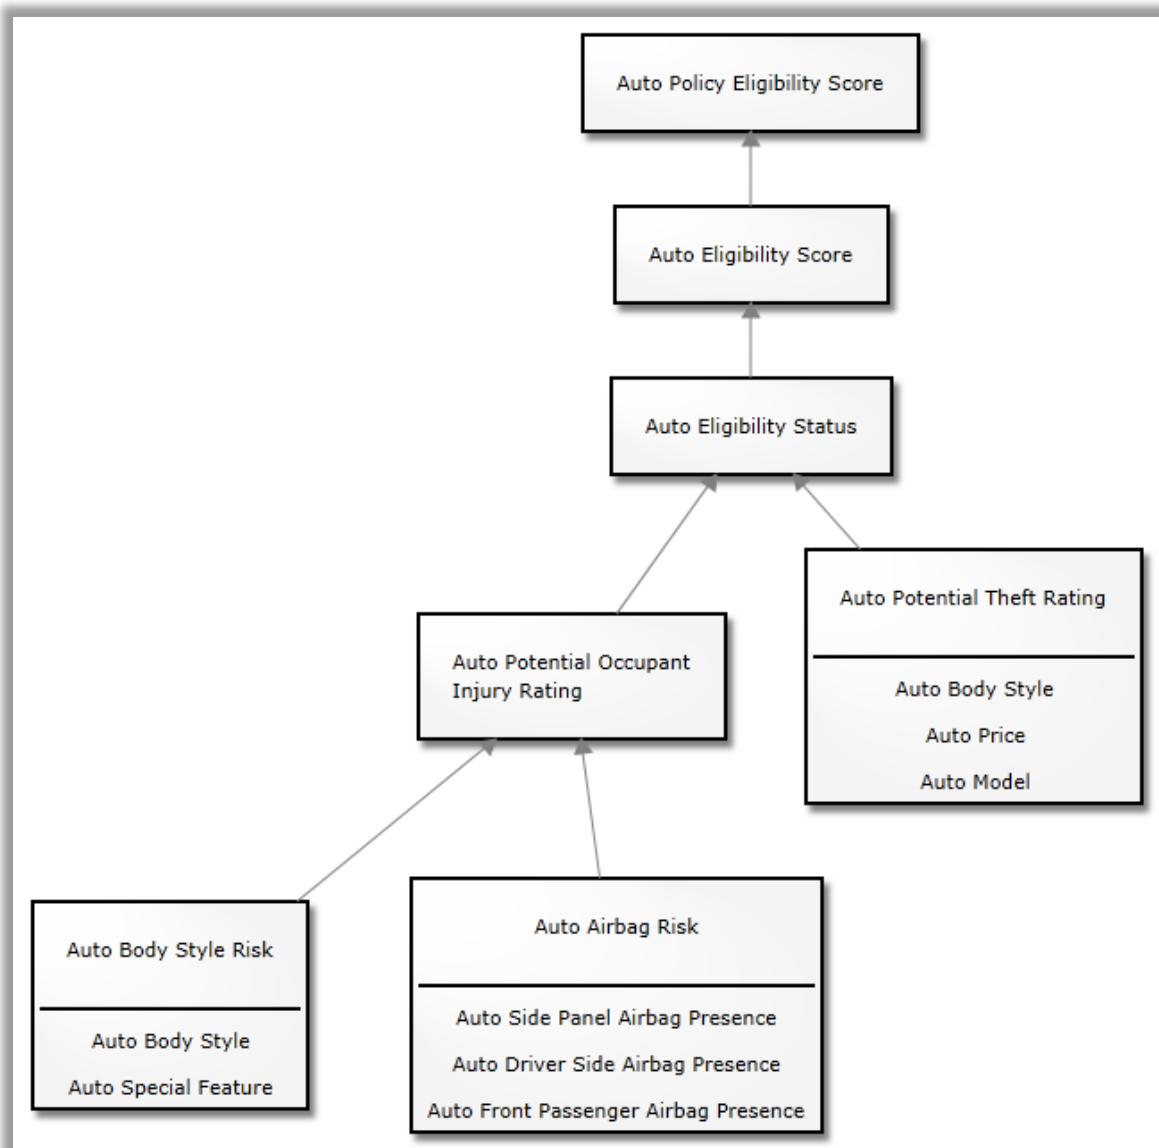 Auto Policy Eligibility Score
Auto Eligibility Score
Auto Eligibility Status
Auto Potential Theft Rating
Auto Body Style
Auto Price
Auto Model
Auto Potential Occupant
Injury Rating
Auto Body Style Risk
Auto Body Style
Auto Special Feature
Auto Airbag Risk
Auto Side Panel Airbag Presence
Auto Driver Side Airbag Presence
Auto Front Passenger Airbag Presence